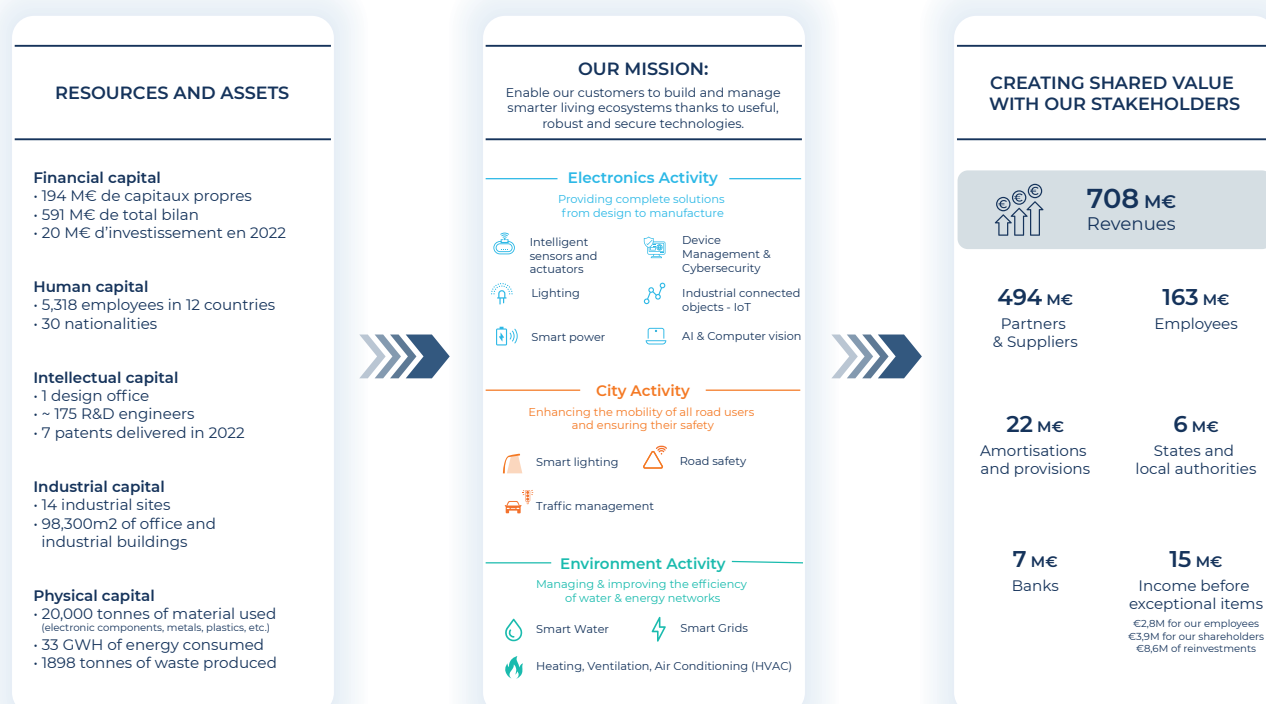 RESOURCES AND ASSETS
Financial capital
• 194 M€ de capitaux propres
• 591 M€ de total bilan
• 20 M€ d’investissement en 2022
Human capital
• 5,318 employees in 12 countries
• 30 nationalities
Intellectual capital
• 1 design office
• ~ 175 R&D engineers
• 7 patents delivered in 2022
Industrial capital
• 14 industrial sites
• 98,300m2 of office and
industrial buildings
Physical capital
• 20,000 tonnes of material used
(electronic components, metals, plastics, etc.)
• 33 GWH of energy consumed
• 1898 tonnes of waste produced
OUR MISSION:
Enable our customers to build and manage
smarter living ecosystems thanks to useful,
robust and secure technologies.
Electronics Activity
Providing complete solutions
from design to manufacture
Intelligent
sensors and
actuators
Device
Management &
Cybersecurity
Lighting
Industrial connected
objects - IoT
Smart power
AI & Computer vision
City Activity
Enhancing the mobility of all road users
and ensuring their safety
Smart lighting
Road safety
Traffic management
Environment Activity
Managing & improving the efficiency
of water & energy networks
Smart Water
Smart Grids
Heating, Ventilation, Air Conditioning (HVAC)
CREATING SHARED VALUE
WITH OUR STAKEHOLDERS
708 M€
Revenues
494 M€
Partners
& Suppliers
163 M€
Employees
22 M€
Amortisations
and provisions
6 M€
States and
local authorities
7 M€
Banks
15 M€
Income before
exceptional items
€2,8M for our employees
€3,9M for our shareholders
€8,6M of reinvestments